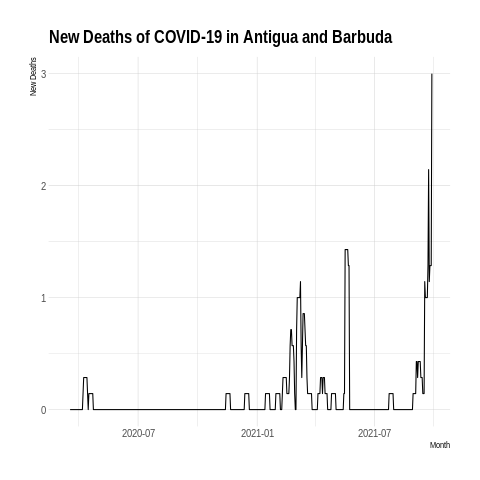 New Deaths of COVID-19 in Antigua and Barbuda
New Deaths
3
2
1
0
2020-07 2021-01 2021-07
Month